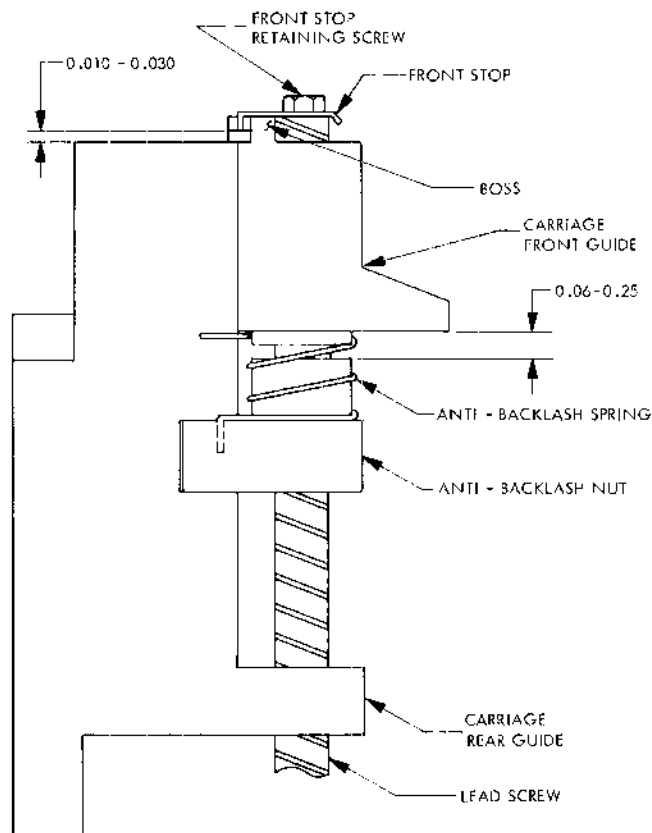 FRONT STOP
RETAINING SCREW
0.010 - 0.030
FRONT STOP
BOSS
CARRIAGE
FRONT GUIDE
0.06-0.25
ANTI - BACKLASH SPRING
ANTI - BACKLASH NUT
CARRIAGE
REAR GUIDE
LEAD SCREW